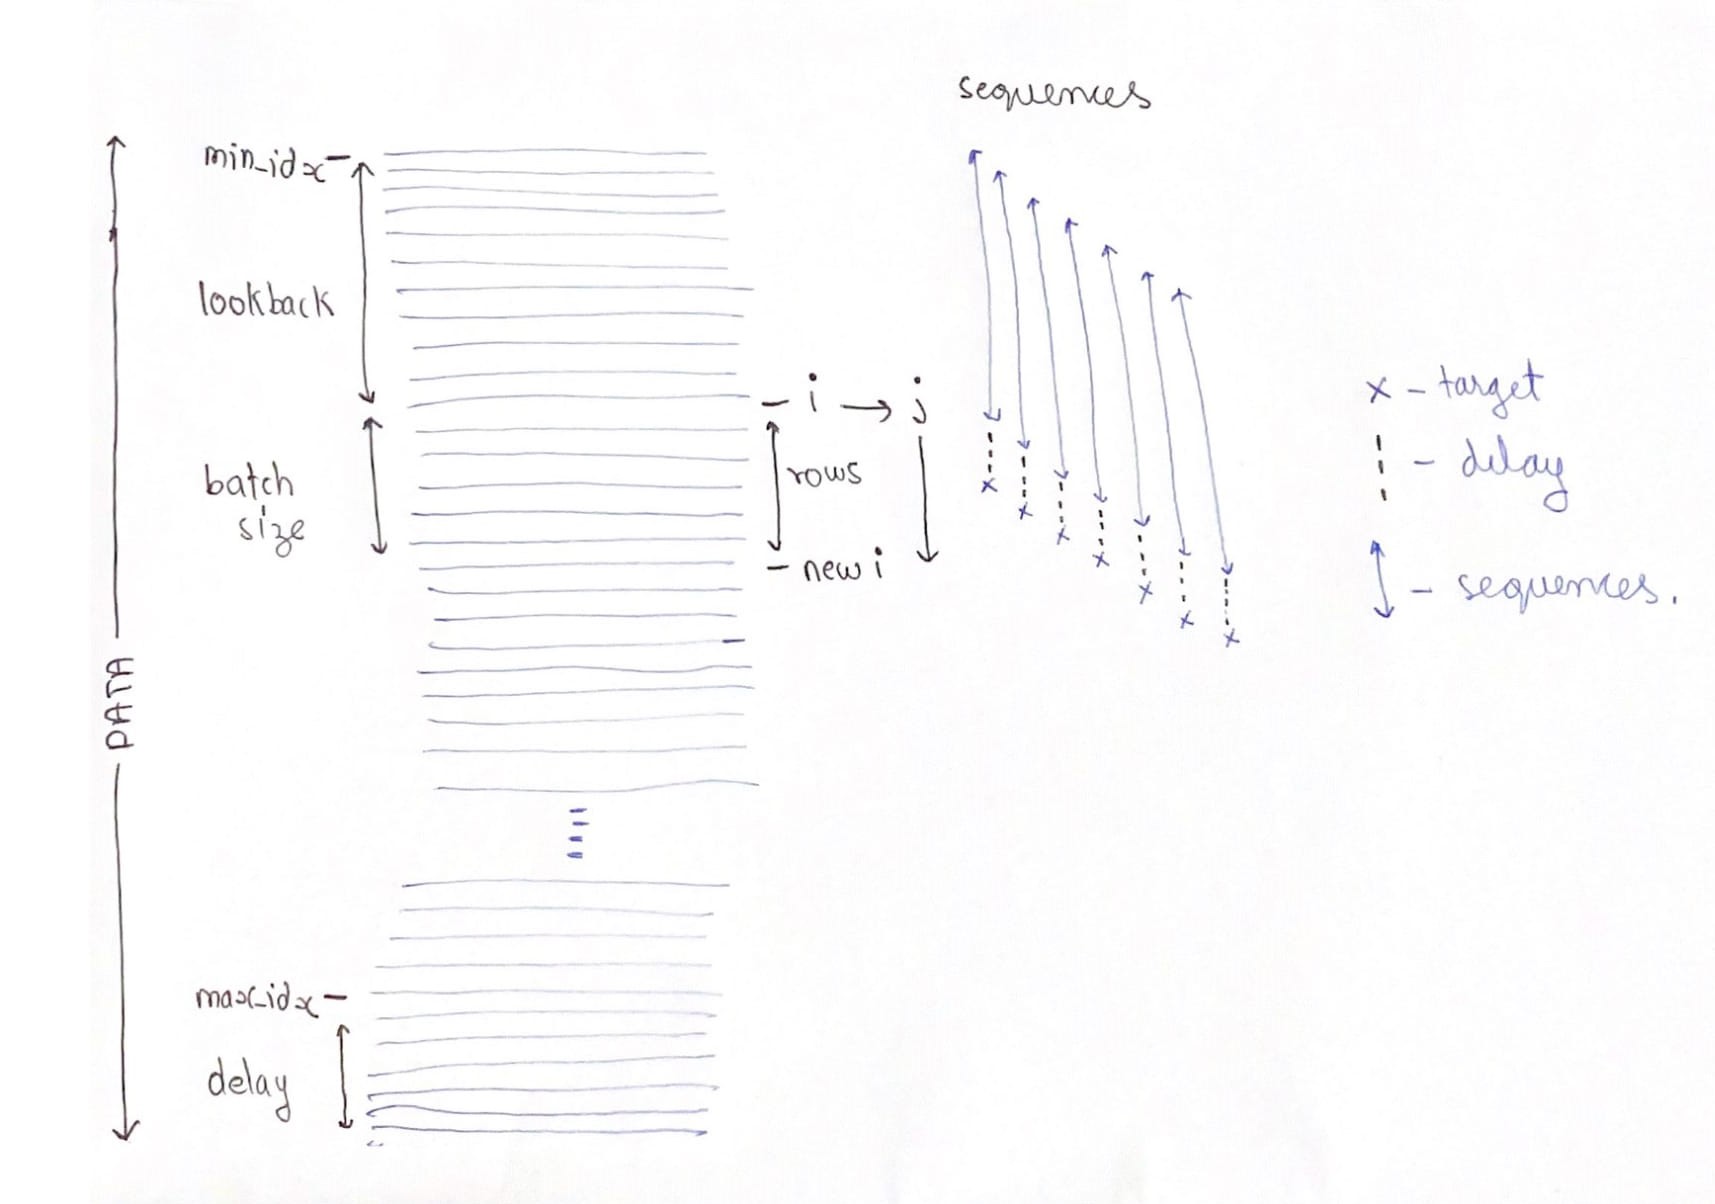 sequences
min_idx
lookback
i → j
x - target
rows
- delay
batch
size
- new i
- sequences.
DATA
max_idx
delay